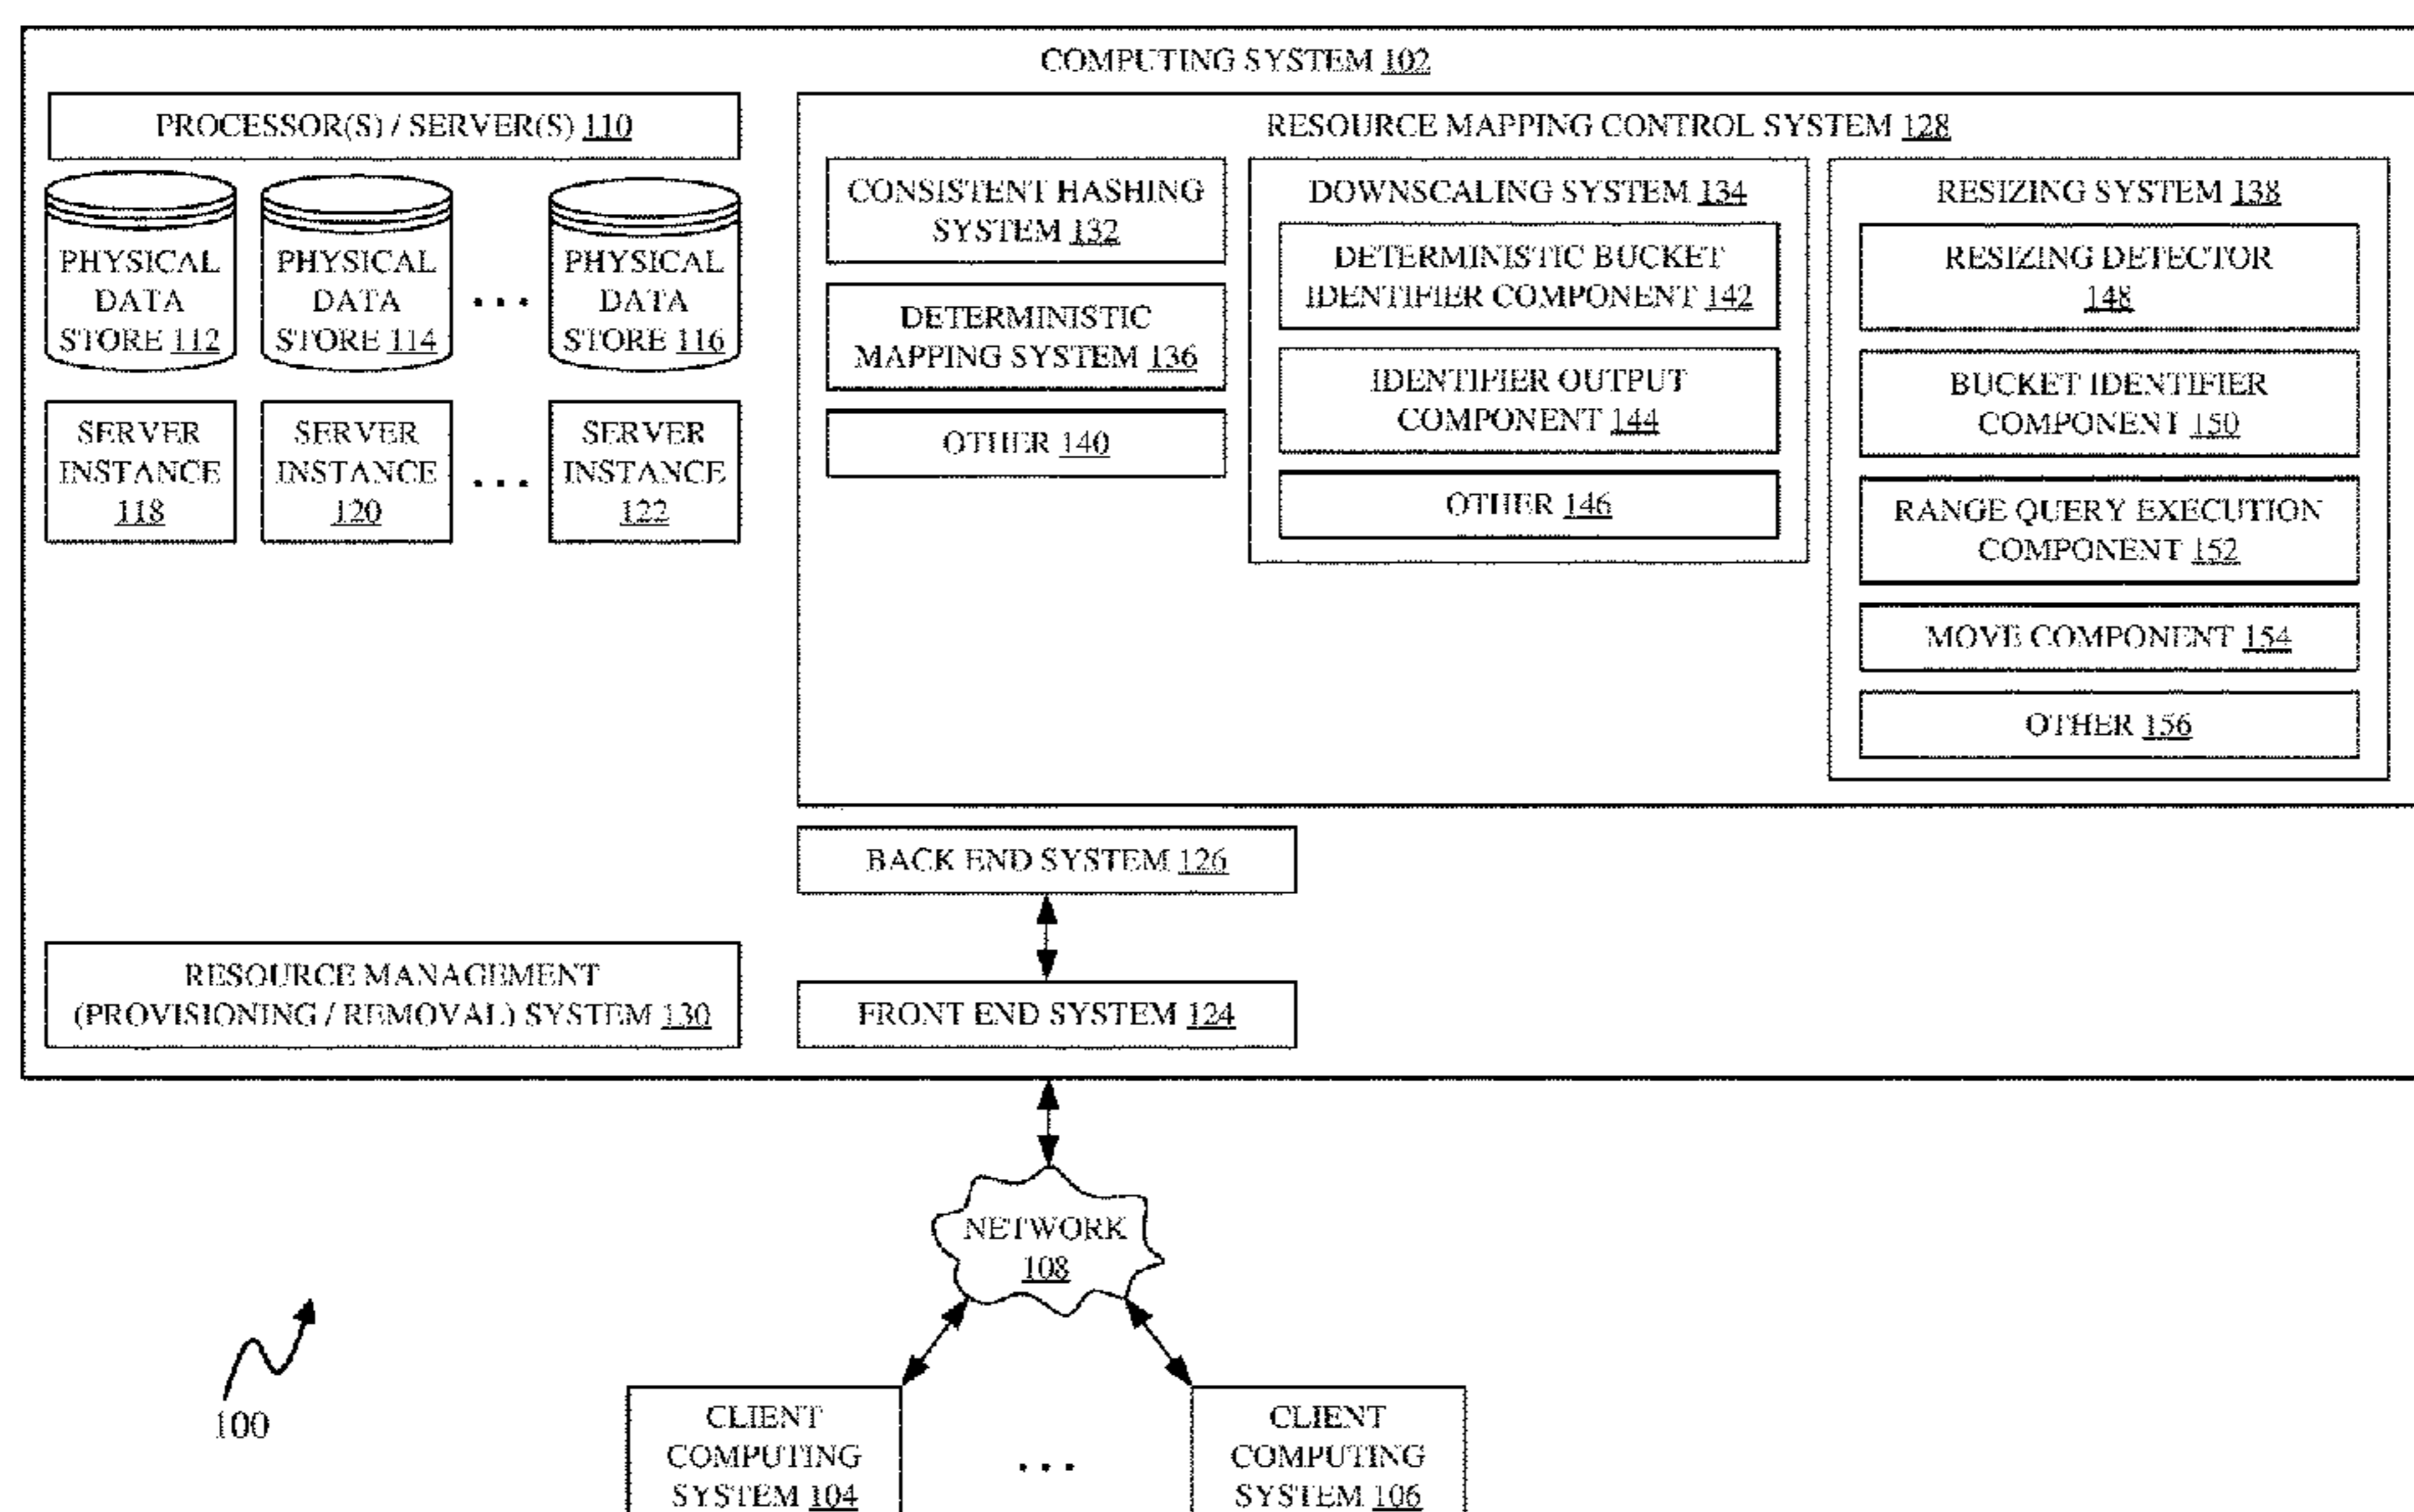 COMPUTING SYSTEM 102
PROCESSOR(S) / SERVER(S) 110
PHYSICAL
DATA
STORE 112
PHYSICAL
DATA
STORE 114
...
PHYSICAL
DATA
STORE 116
SERVER
INSTANCE
118
SERVER
INSTANCE
120
...
SERVER
INSTANCE
122
RESOURCE MAPPING CONTROL SYSTEM 128
CONSISTENT HASHING
SYSTEM 132
DETERMINISTIC
MAPPING SYSTEM 136
OTHER 140
DOWNSCALING SYSTEM 134
DETERMINISTIC BUCKET
IDENTIFIER COMPONENT 142
IDENTIFIER OUTPUT
COMPONENT 144
OTHER 146
RESIZING SYSTEM 138
RESIZING DETECTOR
148
BUCKET IDENTIFIER
COMPONENT 150
RANGE QUERY EXECUTION
COMPONENT 152
MOVE COMPONENT 154
OTHER 156
BACK END SYSTEM 126
RESOURCE MANAGEMENT
(PROVISIONING / REMOVAL) SYSTEM 130
FRONT END SYSTEM 124
NETWORK
108
100
CLIENT
COMPUTING
SYSTEM 104
...
CLIENT
COMPUTING
SYSTEM 106